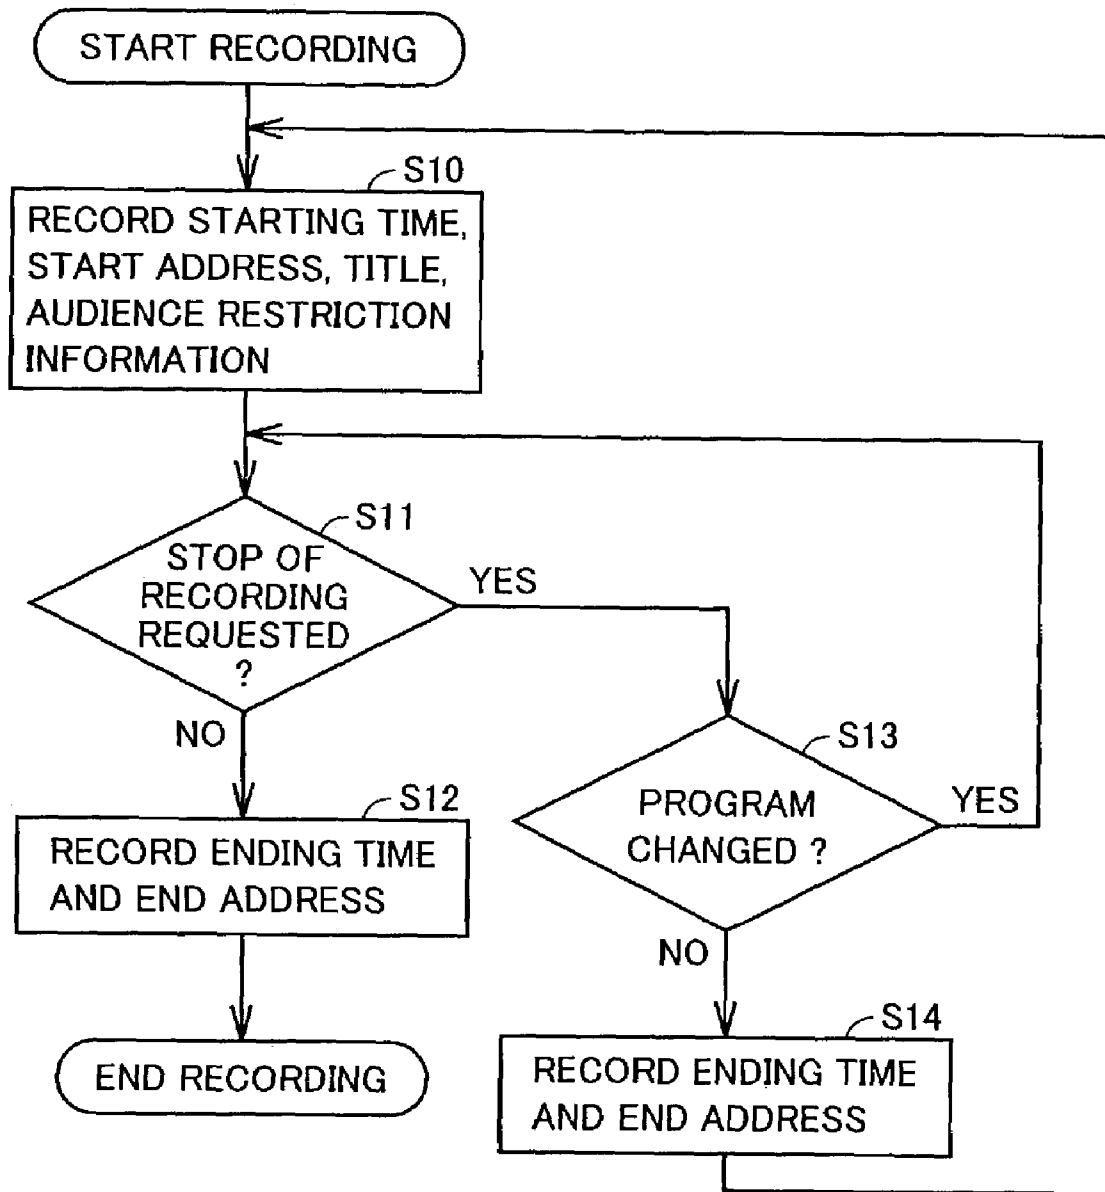 START RECORDING
S10
RECORD STARTING TIME,
START ADDRESS, TITLE,
AUDIENCE RESTRICTION
INFORMATION
S11
STOP OF
RECORDING
REQUESTED
?
YES
NO
S12
RECORD ENDING TIME
AND END ADDRESS
END RECORDING
S13
PROGRAM
CHANGED ?
YES
NO
S14
RECORD ENDING TIME
AND END ADDRESS